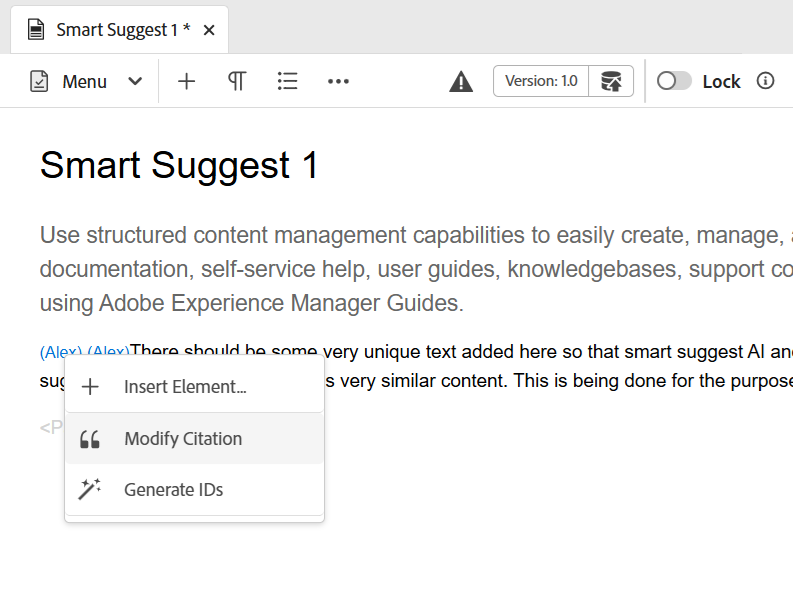 Smart Suggest 1 *
Menu
Version: 1.0
Lock
Smart Suggest 1
Use structured content management capabilities to easily create, manage,
documentation, self-service help, user guides, knowledgebases, support co
using Adobe Experience Manager Guides.
(Alex) (Alex)There should be some very unique text added here so that smart suggest AI and
sug s very similar content. This is being done for the purpose
<P
Insert Element...
Modify Citation
Generate IDs